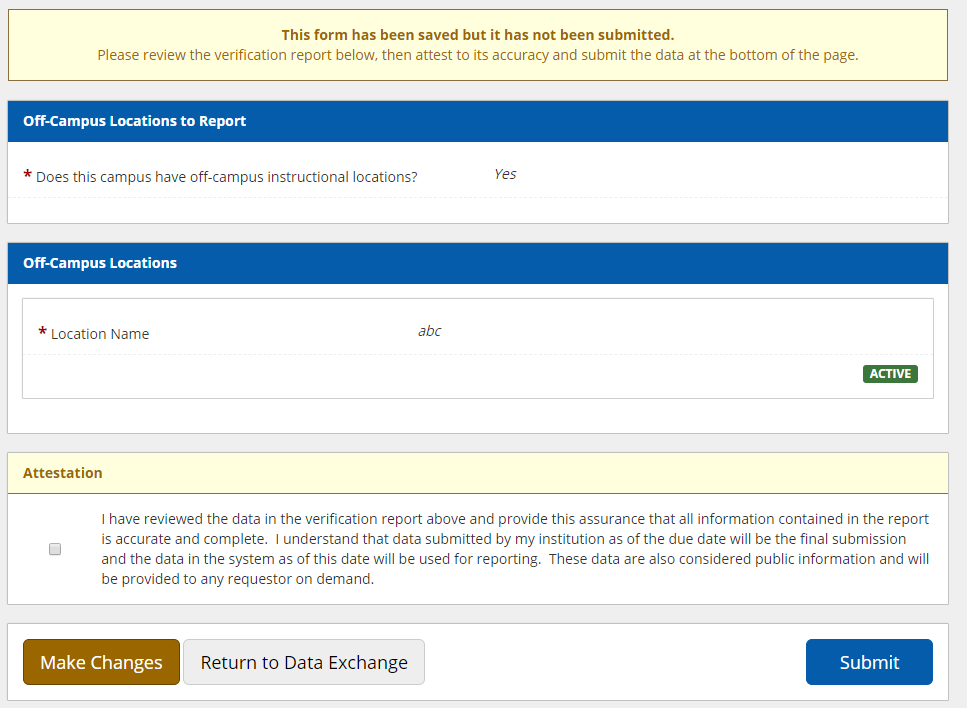 This form has been saved but it has not been submitted.
Please review the verification report below, then attest to its accuracy and submit the data at the bottom of the page.
Off-Campus Locations to Report
* Does this campus have off-campus instructional locations? Yes
Off-Campus Locations
* Location Name abc
ACTIVE
Attestation
I have reviewed the data in the verification report above and provide this assurance that all information contained in the report
is accurate and complete.  I understand that data submitted by my institution as of the due date will be the final submission
and the data in the system as of this date will be used for reporting.  These data are also considered public information and will
be provided to any requestor on demand.
Make Changes Return to Data Exchange Submit